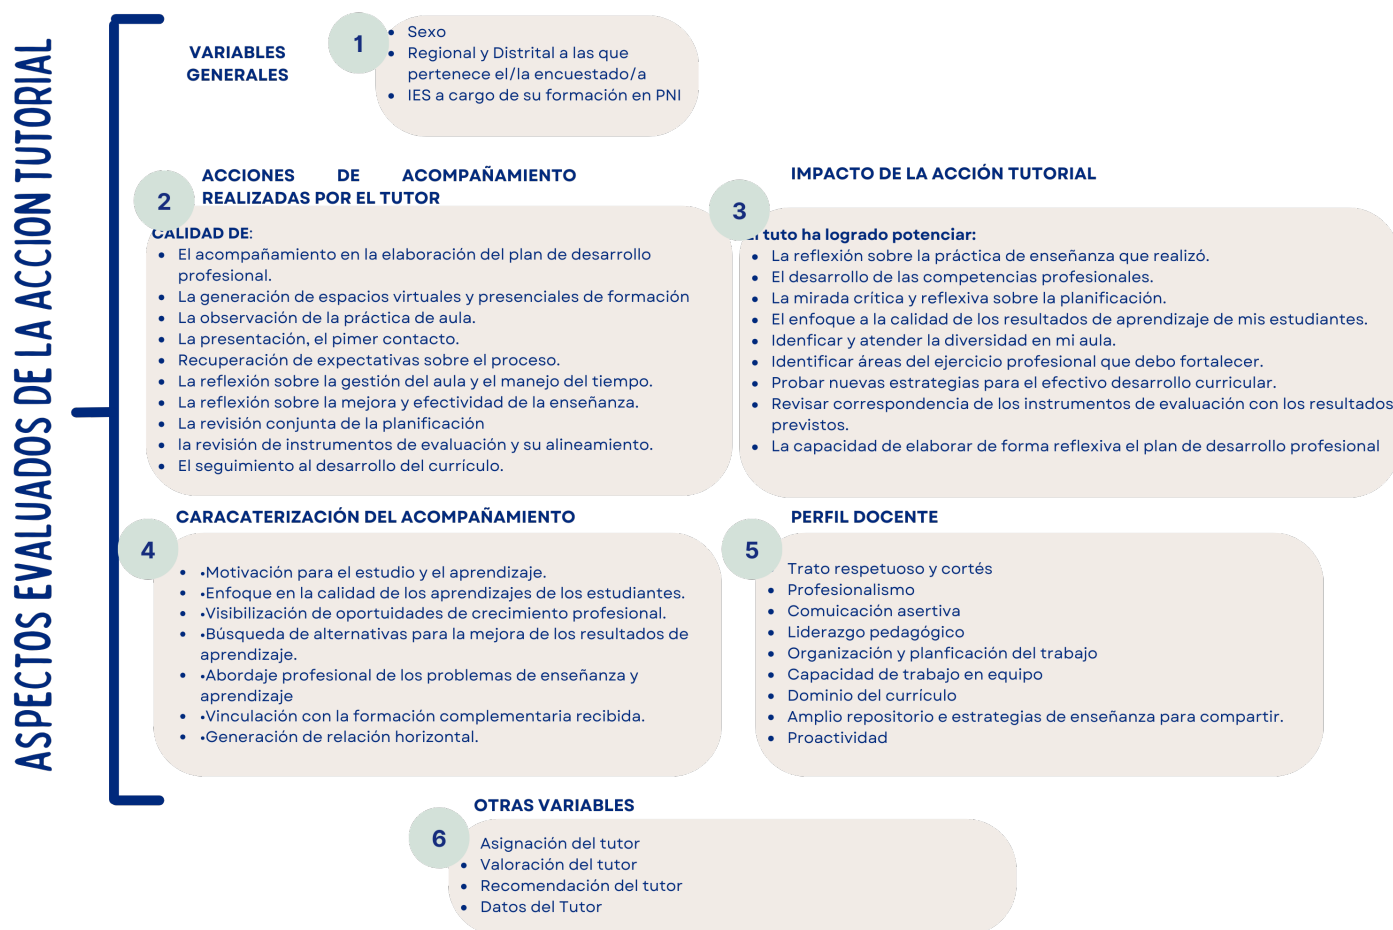 ASPECTOS EVALUADOS DE LA ACCION TUTORIAL
VARIABLES
GENERALES
1
• Sexo
• Regional y Distrital a las que
pertenece el/la encuestado/a
• IES a cargo de su formación en PNI
2
ACCIONES DE ACOMPAÑAMIENTO
REALIZADAS POR EL TUTOR
CALIDAD DE:
• El acompañamiento en la elaboración del plan de desarrollo
profesional.
• La generación de espacios virtuales y presenciales de formación
• La observación de la práctica de aula.
• La presentación, el pimer contacto.
• Recuperación de expectativas sobre el proceso.
• La reflexión sobre la gestión del aula y el manejo del tiempo.
• La reflexión sobre la mejora y efectividad de la enseñanza.
• La revisión conjunta de la planificación
• la revisión de instrumentos de evaluación y su alineamiento.
• El seguimiento al desarrollo del currículo.
3
IMPACTO DE LA ACCIÓN TUTORIAL
El tuto ha logrado potenciar:
• La reflexión sobre la práctica de enseñanza que realizó.
• El desarrollo de las competencias profesionales.
• La mirada crítica y reflexiva sobre la planificación.
• El enfoque a la calidad de los resultados de aprendizaje de mis estudiantes.
• Idenficar y atender la diversidad en mi aula.
• Identificar áreas del ejercicio profesional que debo fortalecer.
• Probar nuevas estrategias para el efectivo desarrollo curricular.
• Revisar correspondencia de los instrumentos de evaluación con los resultados
previstos.
• La capacidad de elaborar de forma reflexiva el plan de desarrollo profesional
4
CARACATERIZACIÓN DEL ACOMPAÑAMIENTO
• •Motivación para el estudio y el aprendizaje.
• •Enfoque en la calidad de los aprendizajes de los estudiantes.
• •Visibilización de oportuidades de crecimiento profesional.
• •Búsqueda de alternativas para la mejora de los resultados de
aprendizaje.
• •Abordaje profesional de los problemas de enseñanza y
aprendizaje
• •Vinculación con la formación complementaria recibida.
• •Generación de relación horizontal.
5
PERFIL DOCENTE
Trato respetuoso y cortés
• Profesionalismo
• Comuicación asertiva
• Liderazgo pedagógico
• Organización y planficación del trabajo
• Capacidad de trabajo en equipo
• Dominio del currículo
• Amplio repositorio e estrategias de enseñanza para compartir.
• Proactividad
6
OTRAS VARIABLES
Asignación del tutor
• Valoración del tutor
• Recomendación del tutor
• Datos del Tutor